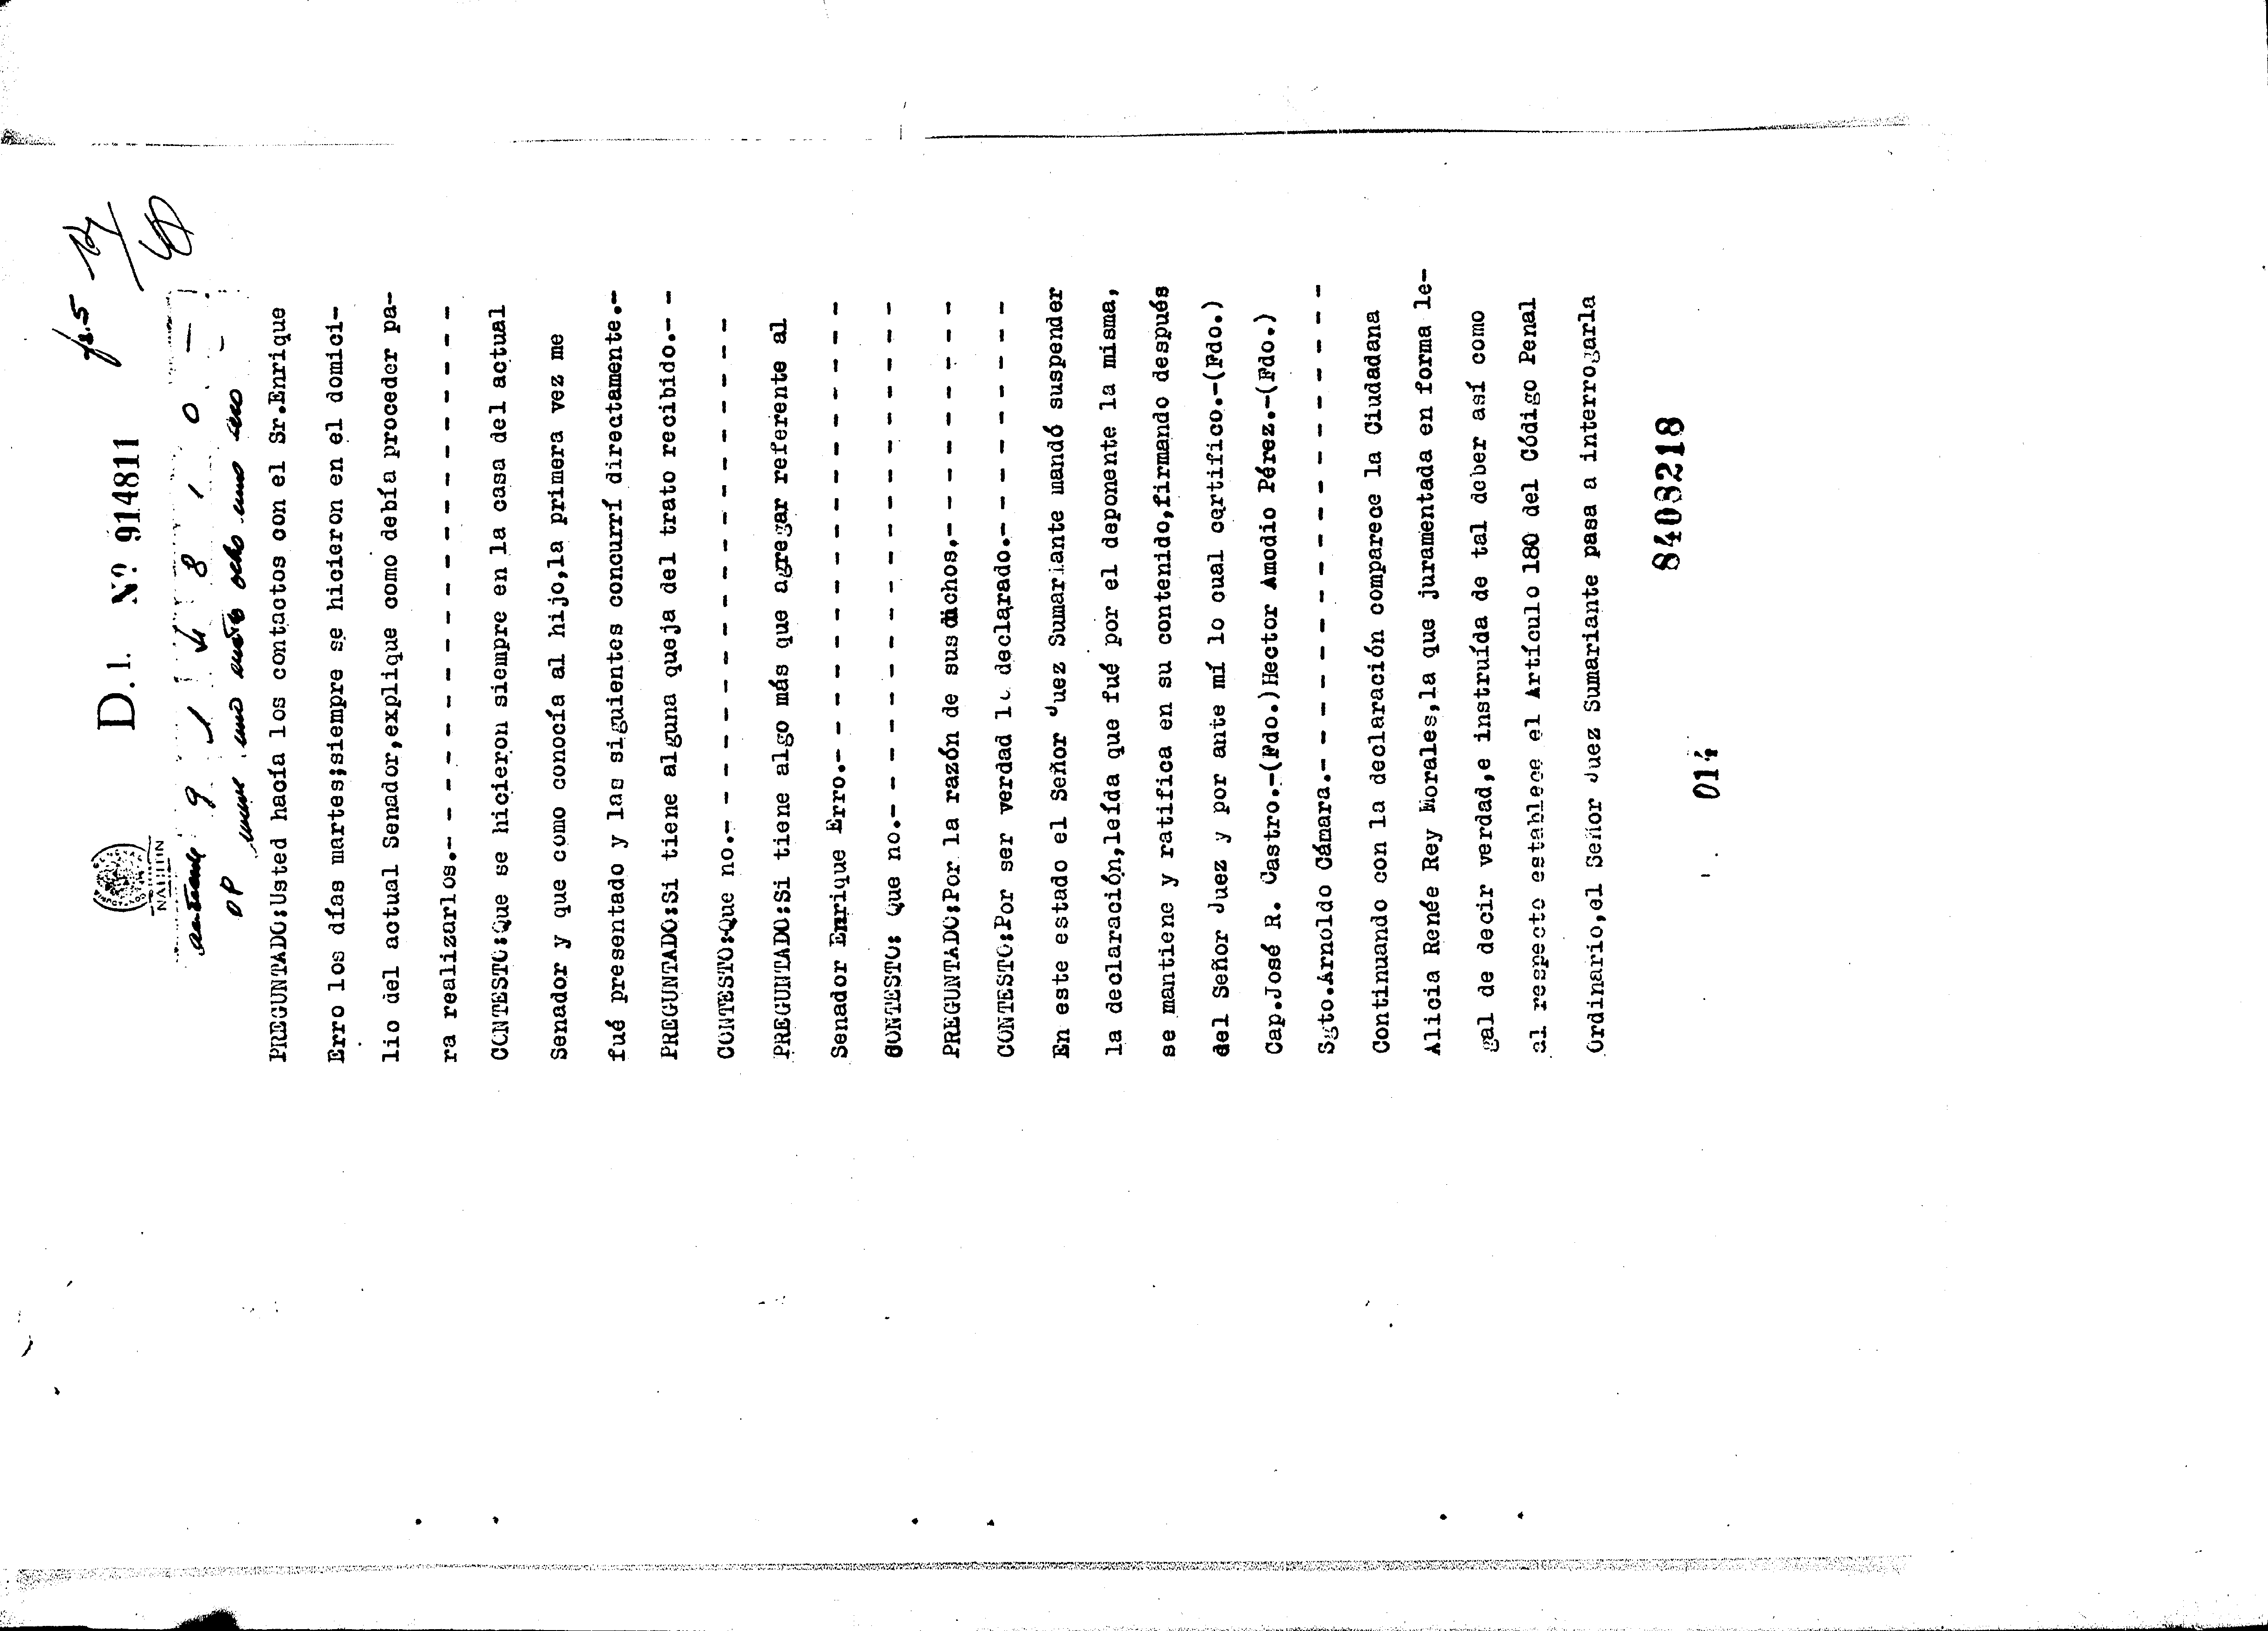 fs.5
D.1. Nº 914811
9 1 4 8 1 0
nueve uno cuatro ocho uno uno
PREGUNTADO:Usted hacía los contactos con el Sr.Enrique
Erro los días martes;siempre se hicieron en el domici-
lio del actual Senador,explique como debía proceder pa-
ra realizarlos.- - - - - - - - - - - - - - - - - - -
CONTESTO:Que se hicieron siempre en la casa del actual
Senador y que como conocía al hijo,la primera vez me
fué presentado y las siguientes concurrí directamente.-
PREGUNTADO:Si tiene alguna queja del trato recibido.- -
CONTESTO:Que no.- - - - - - - - - - - - - - - - - - -
PREGUNTADO:Si tiene algo más que agregar referente al
Senador Enrique Erro.- - - - - - - - - - - - - - - -
CONTESTO: Que no.- - - - - - - - - - - - - - - - - -
PREGUNTADO:Por la razón de sus dichos.- - - - - - - -
CONTESTO:Por ser verdad lo declarado.- - - - - - - -
En este estado el Señor Juez Sumariante mandó suspender
la declaración,leída que fué por el deponente la misma,
se mantiene y ratifica en su contenido,firmando después
del Señor Juez y por ante mí lo cual certifico.-(Fdo.)
Cap.José R. Castro.-(Fdo.)Hector Amodio Pérez.-(Fdo.)
Sgto.Arnoldo Cámara.- - - - - - - - - - - - - - - - -
Continuando con la declaración comparece la Ciudadana
Alicia Renée Rey Morales,la que juramentada en forma le-
gal de decir verdad,e instruída de tal deber así como
al respecto establece el Artículo 180 del Código Penal
Ordinario,el Señor Juez Sumariante pasa a interrogarla
8403218
014